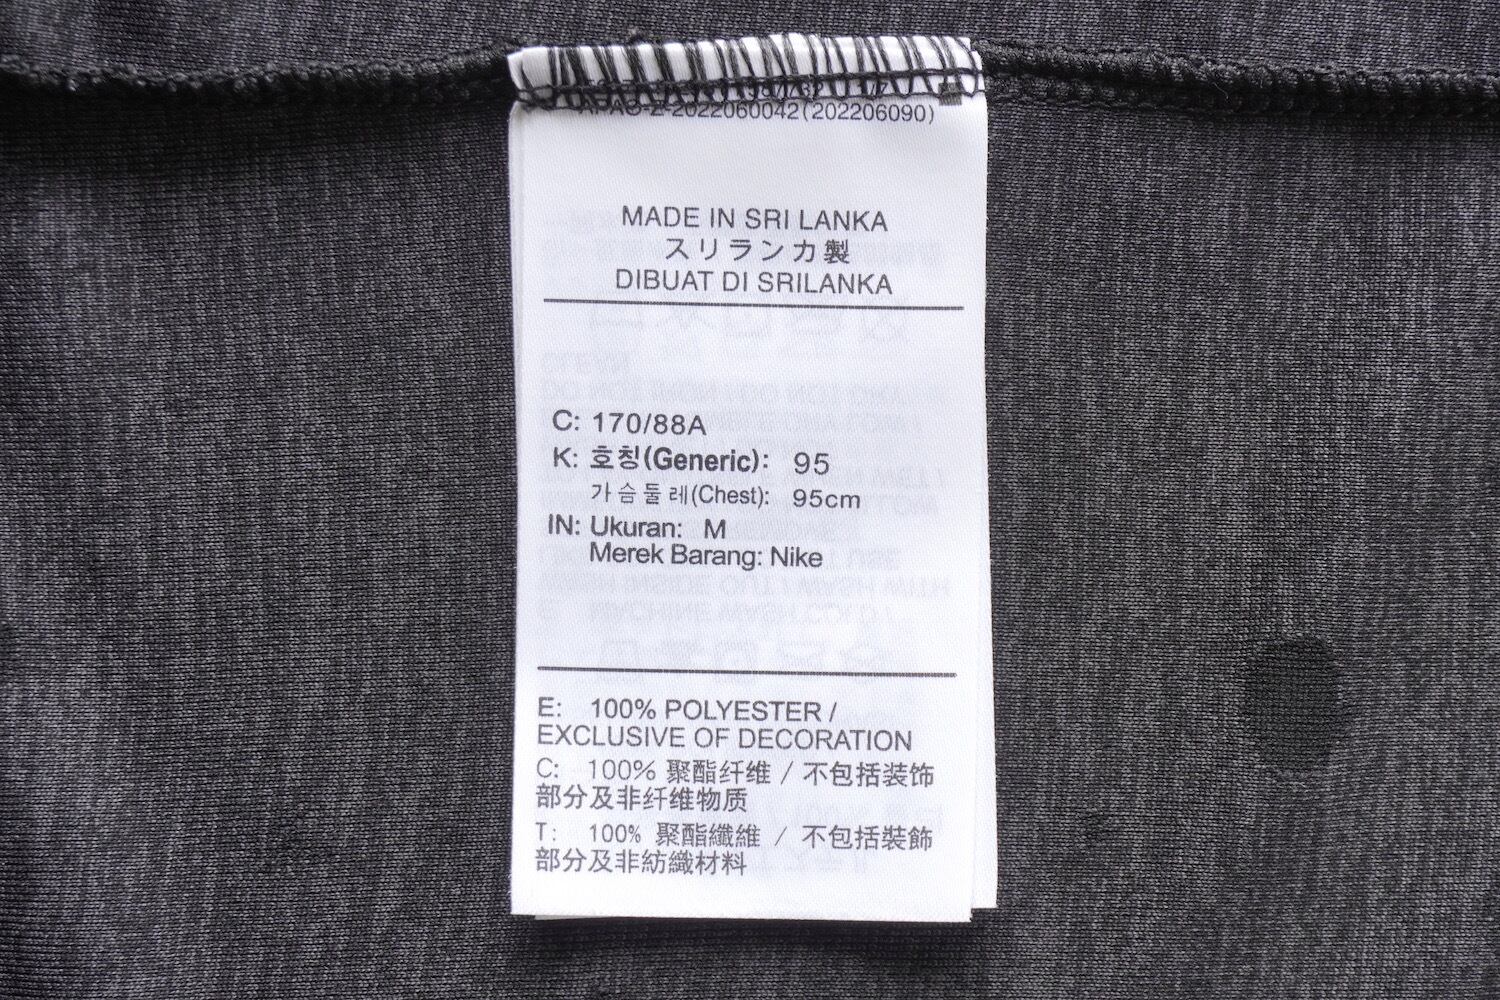 2022060042(202206090)
MADE IN SRI LANKA
スリランカ製
DIBUAT DI SRILANKA
C: 170/88A
K: 호칭(Generic): 95
가슴둘레(Chest): 95cm
IN: Ukuran: M
Merek Barang: Nike
E: 100% POLYESTER /
EXCLUSIVE OF DECORATION
C: 100% 聚酯纤维 / 不包括装饰
部分及非纤维物质
T: 100% 聚酯纖維 / 不包括裝飾
部分及非紡織材料